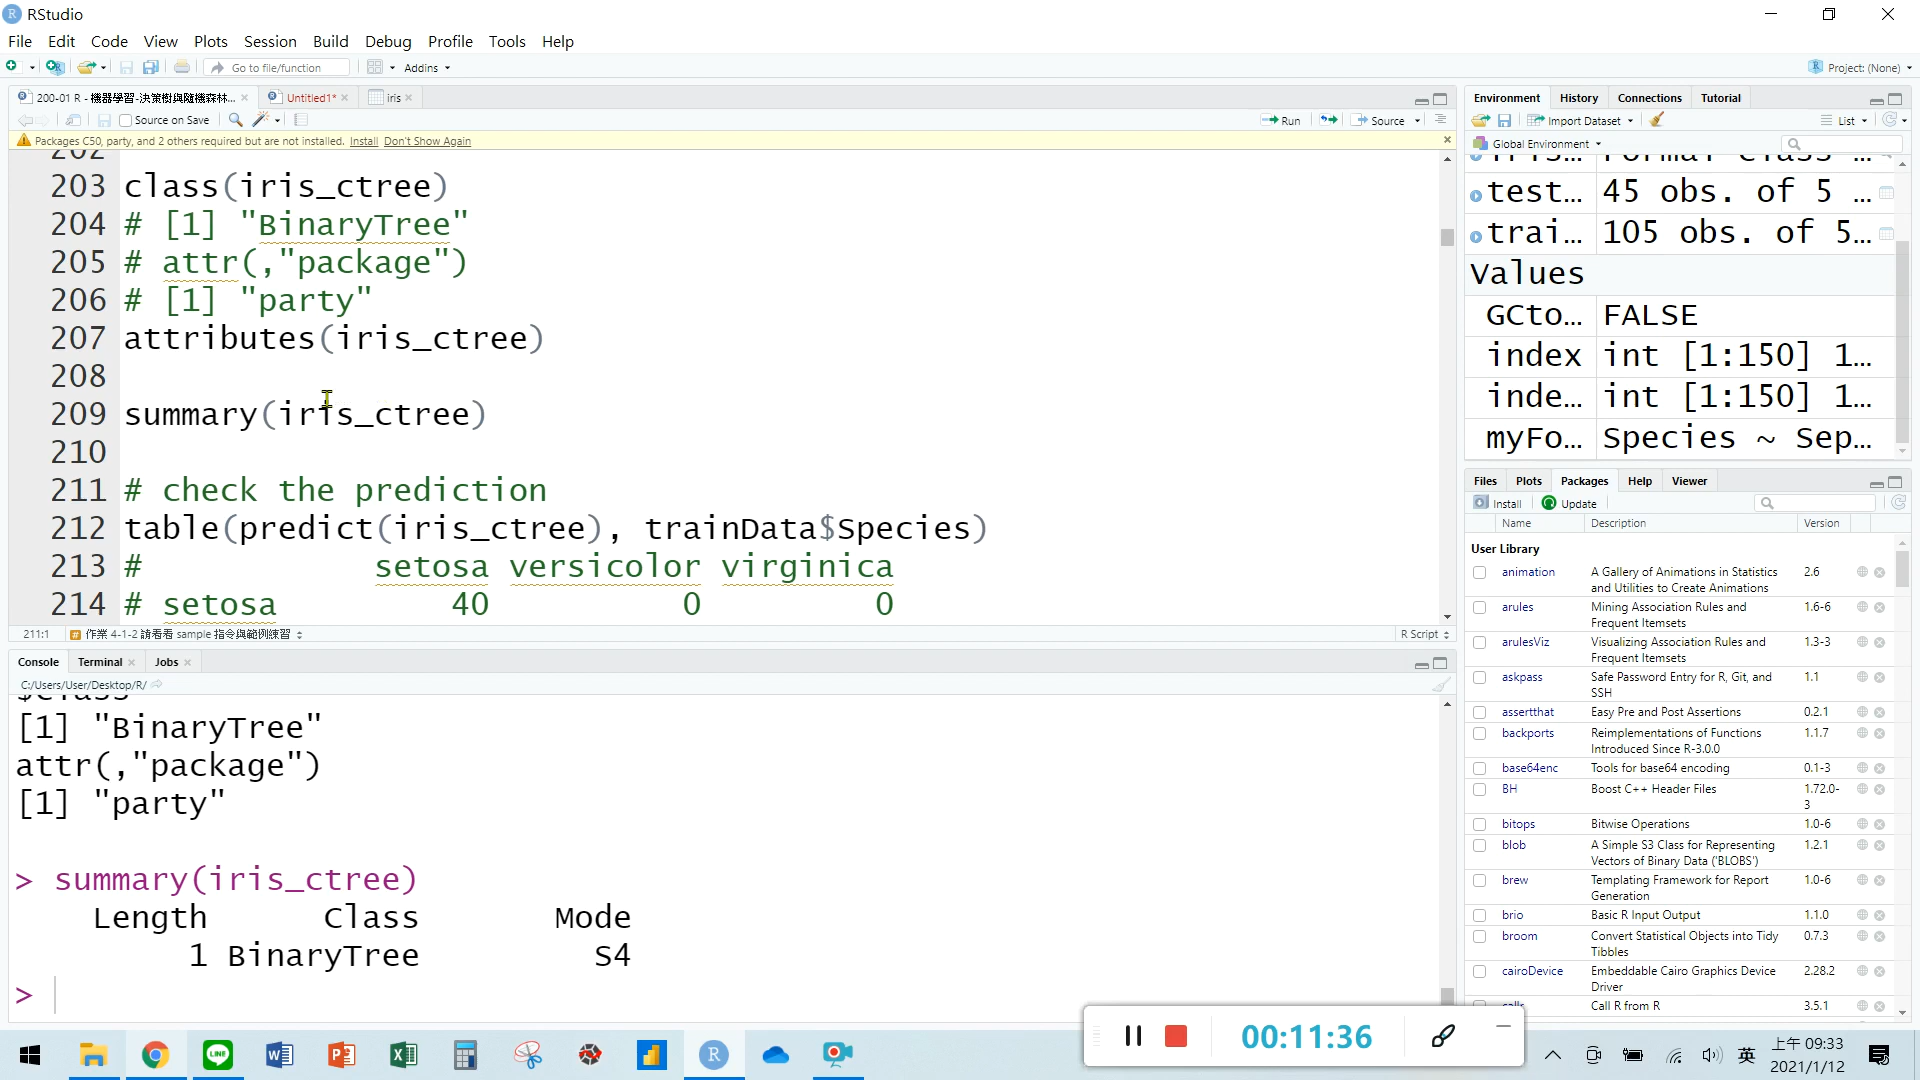 RStudio
File Edit Code View Plots Session Build Debug Profile Tools Help
Go to file/function Addins Project: (None)
200-01 R - 機器學習-決策樹與隨機森林... Untitled1* iris
Source on Save Run Source
Packages C50, party, and 2 others required but are not installed. Install Don't Show Again
202
203 class(iris_ctree)
204 # [1] "BinaryTree"
205 # attr(,"package")
206 # [1] "party"
207 attributes(iris_ctree)
208
209 summary(iris_ctree)
210
211 # check the prediction
212 table(predict(iris_ctree), trainData$Species)
213 # setosa versicolor virginica
214 # setosa 40 0 0
211:1 作業 4-1-2 請看看 sample 指令與範例練習 R Script
Console Terminal Jobs
C:/Users/User/Desktop/R/
$class
[1] "BinaryTree"
attr(,"package")
[1] "party"
> summary(iris_ctree)
Length Class Mode
1 BinaryTree S4
>
Environment History Connections Tutorial
Import Dataset List
Global Environment
test... 45 obs. of 5 ...
trai... 105 obs. of 5...
Values
GCto... FALSE
index int [1:150] 1...
inde... int [1:150] 1...
myFo... Species ~ Sep...
Files Plots Packages Help Viewer
Install Update
Name Description Version
User Library
animation A Gallery of Animations in Statistics and Utilities to Create Animations 2.6
arules Mining Association Rules and Frequent Itemsets 1.6-6
arulesViz Visualizing Association Rules and Frequent Itemsets 1.3-3
askpass Safe Password Entry for R, Git, and SSH 1.1
assertthat Easy Pre and Post Assertions 0.2.1
backports Reimplementations of Functions Introduced Since R-3.0.0 1.1.7
base64enc Tools for base64 encoding 0.1-3
BH Boost C++ Header Files 1.72.0-3
bitops Bitwise Operations 1.0-6
blob A Simple S3 Class for Representing Vectors of Binary Data ('BLOBS') 1.2.1
brew Templating Framework for Report Generation 1.0-6
brio Basic R Input Output 1.1.0
broom Convert Statistical Objects into Tidy Tibbles 0.7.3
cairoDevice Embeddable Cairo Graphics Device Driver 2.28.2
callr Call R from R 3.5.1
00:11:36
英
上午 09:33
2021/1/12